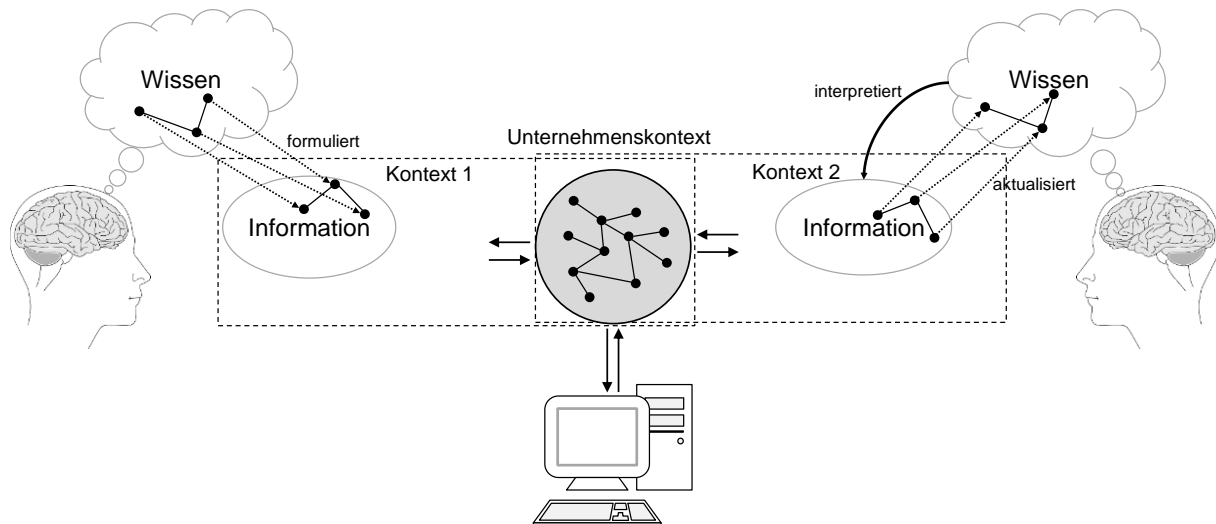 Wissen
formuliert
Kontext 1
Information
Unternehmenskontext
interpretiert
Wissen
Kontext 2
aktualisiert
Information